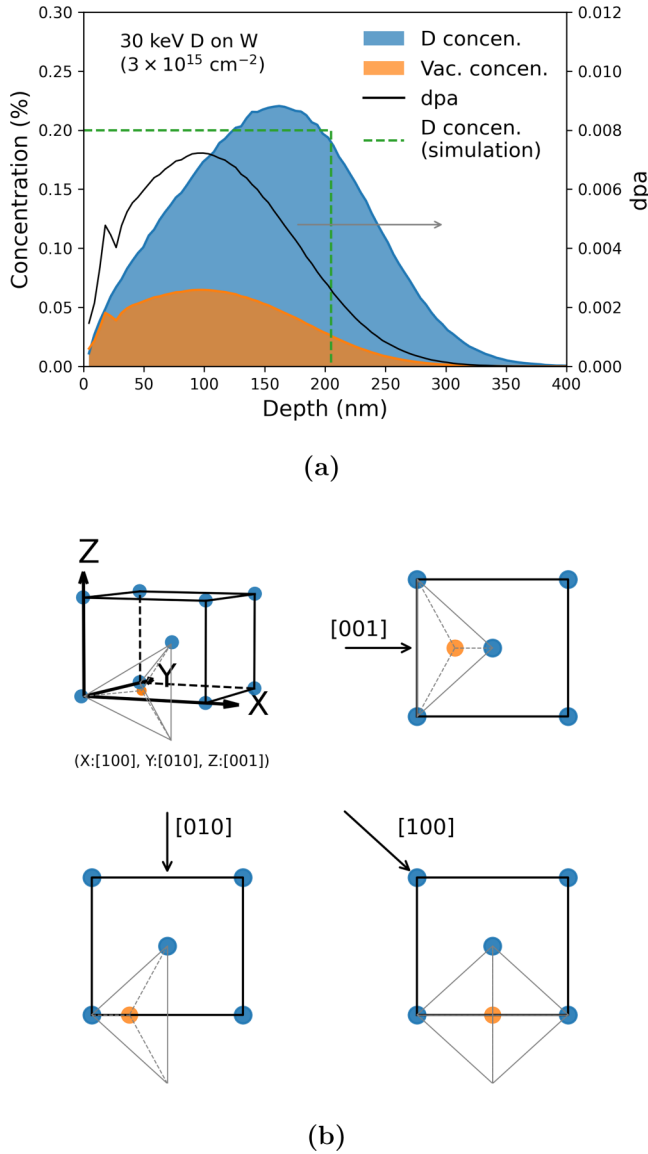 30 keV D on W
(3 × 10¹⁵ cm⁻²)
D concen.
Vac. concen.
dpa
D concen.
(simulation)
Concentration (%)
0.30
0.25
0.20
0.15
0.10
0.05
0.00
0.012
0.010
0.008
0.006
0.004
0.002
0.000
dpa
0 50 100 150 200 250 300 350 400
Depth (nm)
(a)
Z
Y
X
(X:[100], Y:[010], Z:[001])
[001]
[010]
[100]
(b)